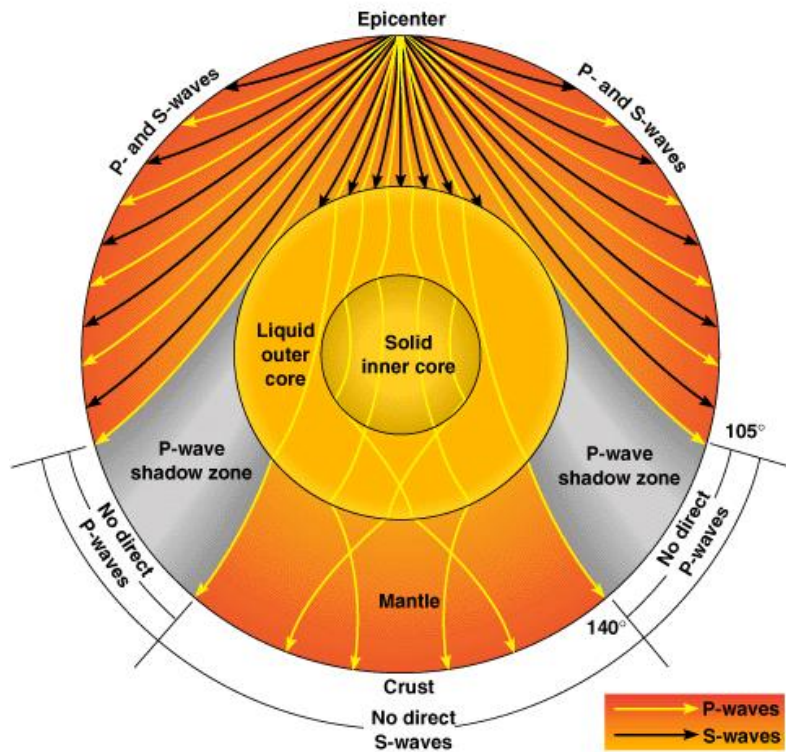 Epicenter
P- and S-waves
P- and S-waves
Liquid
outer
core
Solid
inner core
P-wave
shadow zone
P-wave
shadow zone
105°
No direct
P-waves
No direct
P-waves
Mantle
140°
Crust
No direct
S-waves
P-waves
S-waves